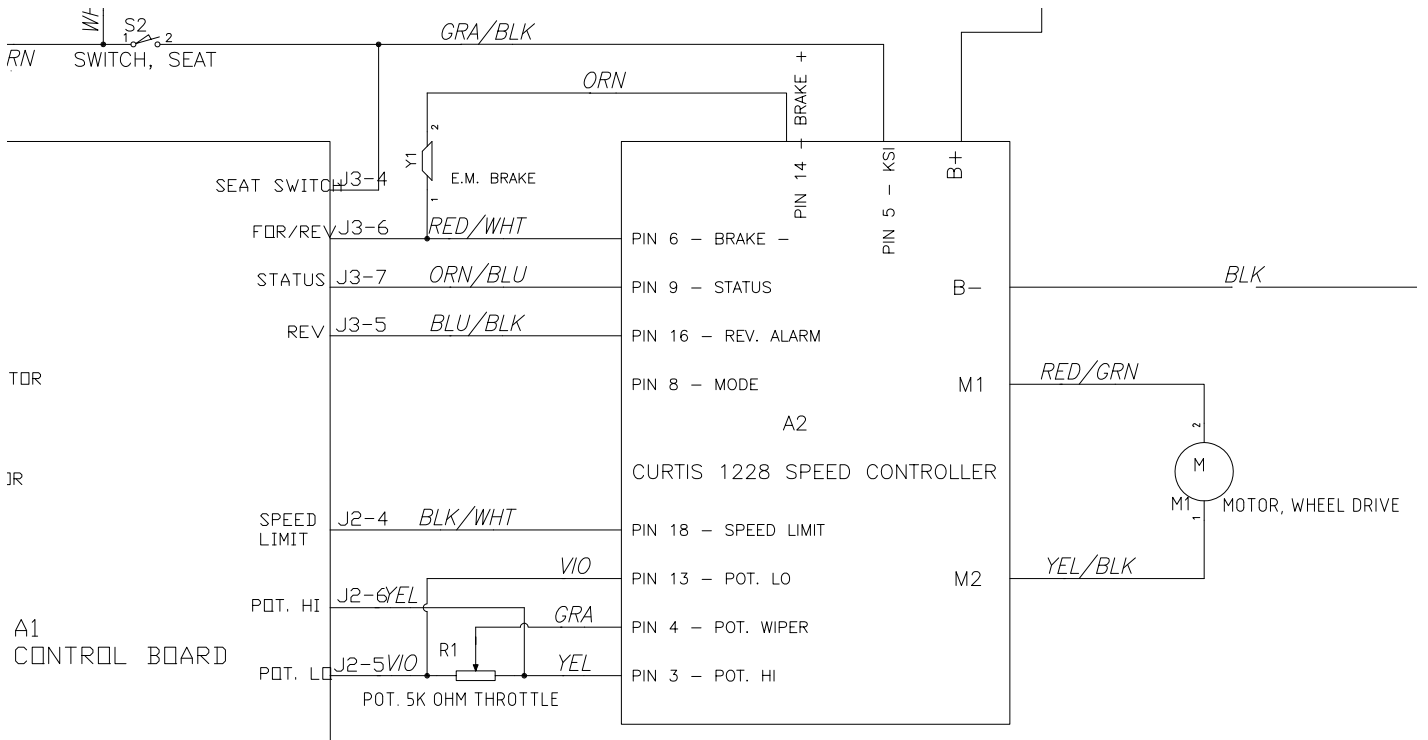 S2
1 2
GRA/BLK
RN
SWITCH, SEAT
ORN
PIN 14 - BRAKE +
PIN 5 - KSI
B+
2
Y1
1
E.M. BRAKE
SEAT SWITCH J3-4
FOR/REV J3-6 RED/WHT
PIN 6 - BRAKE -
STATUS J3-7 ORN/BLU
PIN 9 - STATUS
B-
BLK
REV J3-5 BLU/BLK
PIN 16 - REV. ALARM
TOR
PIN 8 - MODE
M1
RED/GRN
A2
2
CURTIS 1228 SPEED CONTROLLER
M
M1
MOTOR, WHEEL DRIVE
1
SPEED
LIMIT
J2-4 BLK/WHT
PIN 18 - SPEED LIMIT
VIO
PIN 13 - POT. LO
M2
YEL/BLK
POT. HI J2-6 YEL
GRA
PIN 4 - POT. WIPER
A1
CONTROL BOARD
R1
POT. LO J2-5 VIO
YEL
PIN 3 - POT. HI
POT. 5K OHM THROTTLE